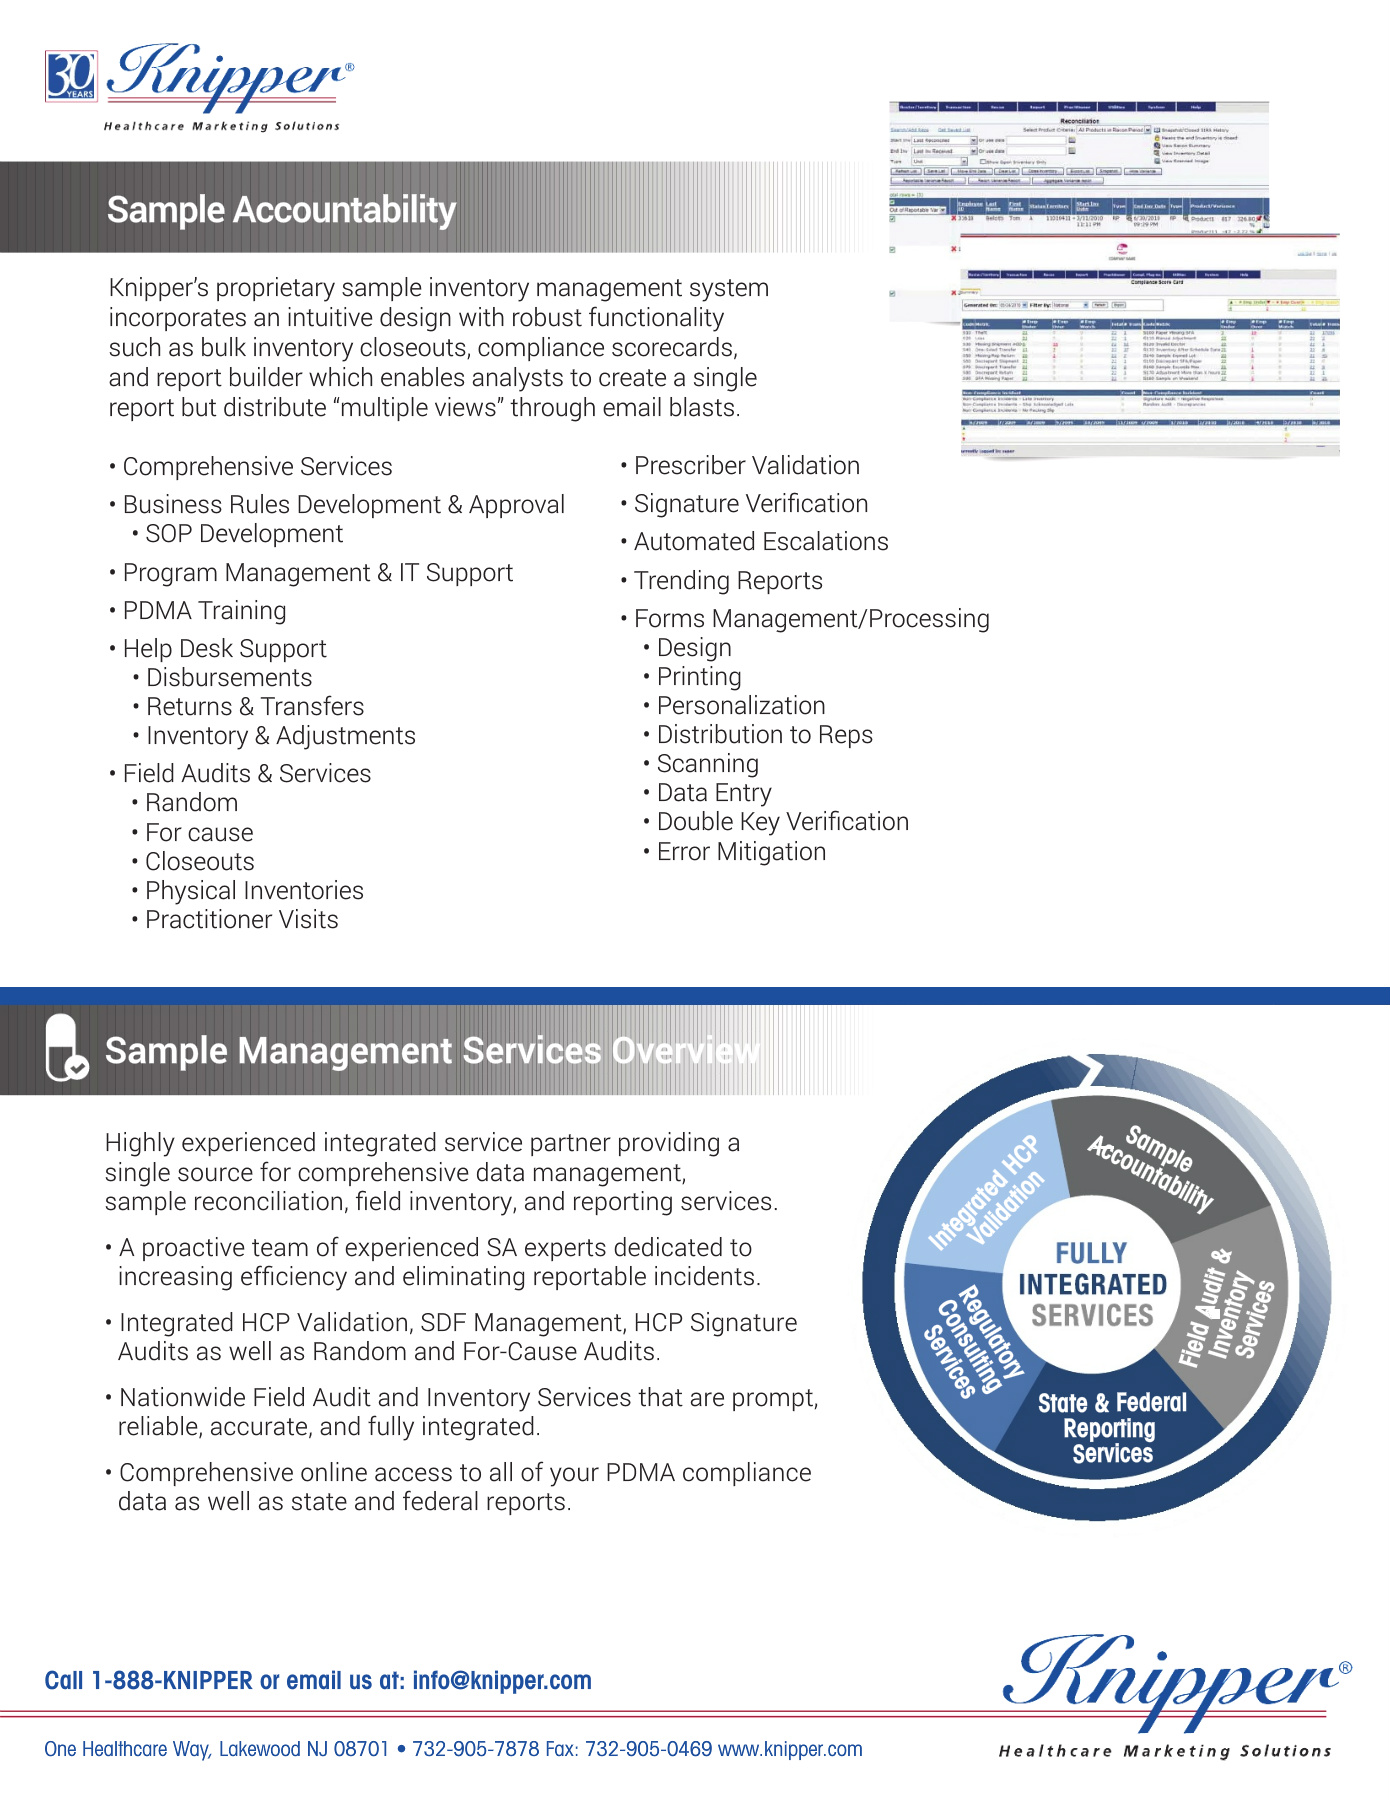 30
YEARS
Knipper®
Healthcare Marketing Solutions
Sample Accountability
Knipper’s proprietary sample inventory management system
incorporates an intuitive design with robust functionality
such as bulk inventory closeouts, compliance scorecards,
and report builder which enables analysts to create a single
report but distribute “multiple views” through email blasts.
Reconciliation
Compliance Score Card
• Comprehensive Services
• Business Rules Development & Approval
• SOP Development
• Program Management & IT Support
• PDMA Training
• Help Desk Support
• Disbursements
• Returns & Transfers
• Inventory & Adjustments
• Field Audits & Services
• Random
• For cause
• Closeouts
• Physical Inventories
• Practitioner Visits
• Prescriber Validation
• Signature Verification
• Automated Escalations
• Trending Reports
• Forms Management/Processing
• Design
• Printing
• Personalization
• Distribution to Reps
• Scanning
• Data Entry
• Double Key Verification
• Error Mitigation
Sample Management Services Overview
Highly experienced integrated service partner providing a
single source for comprehensive data management,
sample reconciliation, field inventory, and reporting services.
• A proactive team of experienced SA experts dedicated to
increasing efficiency and eliminating reportable incidents.
• Integrated HCP Validation, SDF Management, HCP Signature
Audits as well as Random and For-Cause Audits.
• Nationwide Field Audit and Inventory Services that are prompt,
reliable, accurate, and fully integrated.
• Comprehensive online access to all of your PDMA compliance
data as well as state and federal reports.
Sample
Accountability
Field Audit &
Inventory
Services
State & Federal
Reporting
Services
Regulatory
Consulting
Services
Integrated HCP
Validation
FULLY
INTEGRATED
SERVICES
Call 1-888-KNIPPER or email us at: info@knipper.com
One Healthcare Way, Lakewood NJ 08701 • 732-905-7878 Fax: 732-905-0469 www.knipper.com
Knipper®
Healthcare Marketing Solutions